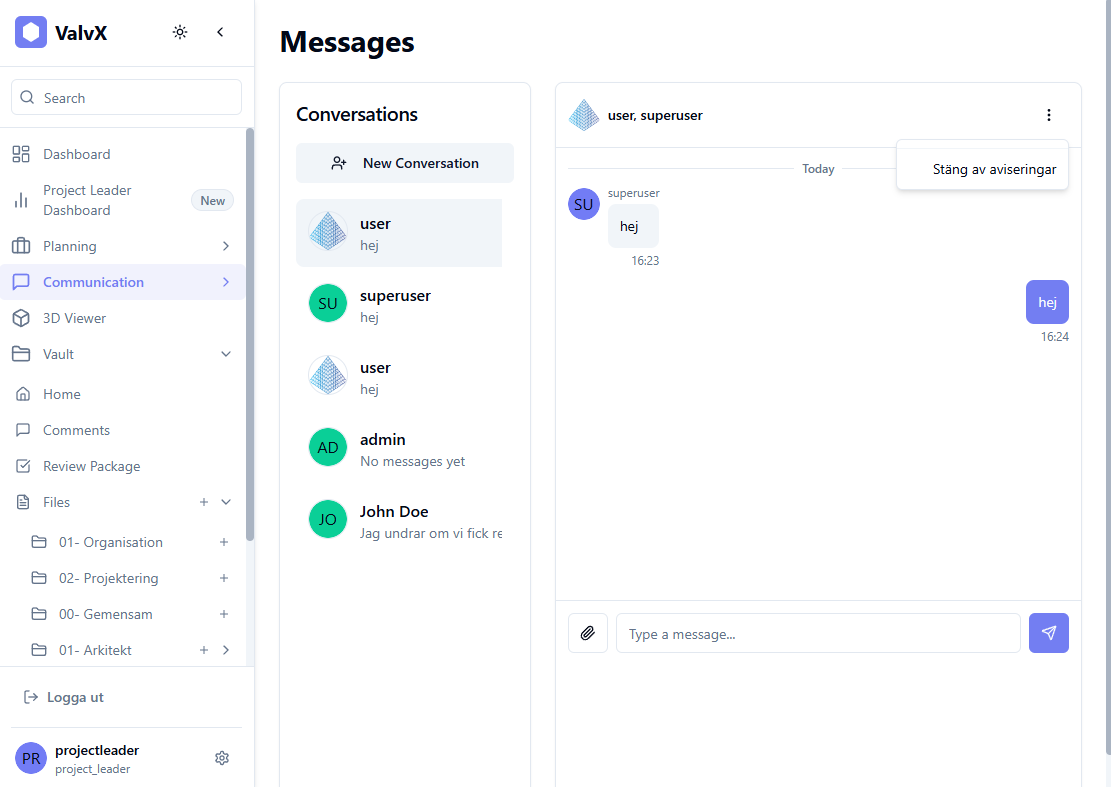 ValvX
Search
Dashboard
Project Leader
Dashboard
New
Planning
Communication
3D Viewer
Vault
Home
Comments
Review Package
Files
01- Organisation
02- Projektering
00- Gemensam
01- Arkitekt
Logga ut
PR
projectleader
project_leader
Messages
Conversations
New Conversation
user
hej
SU
superuser
hej
user
hej
AD
admin
No messages yet
JO
John Doe
Jag undrar om vi fick re
user, superuser
Stäng av aviseringar
Today
superuser
SU
hej
16:23
hej
16:24
Type a message...